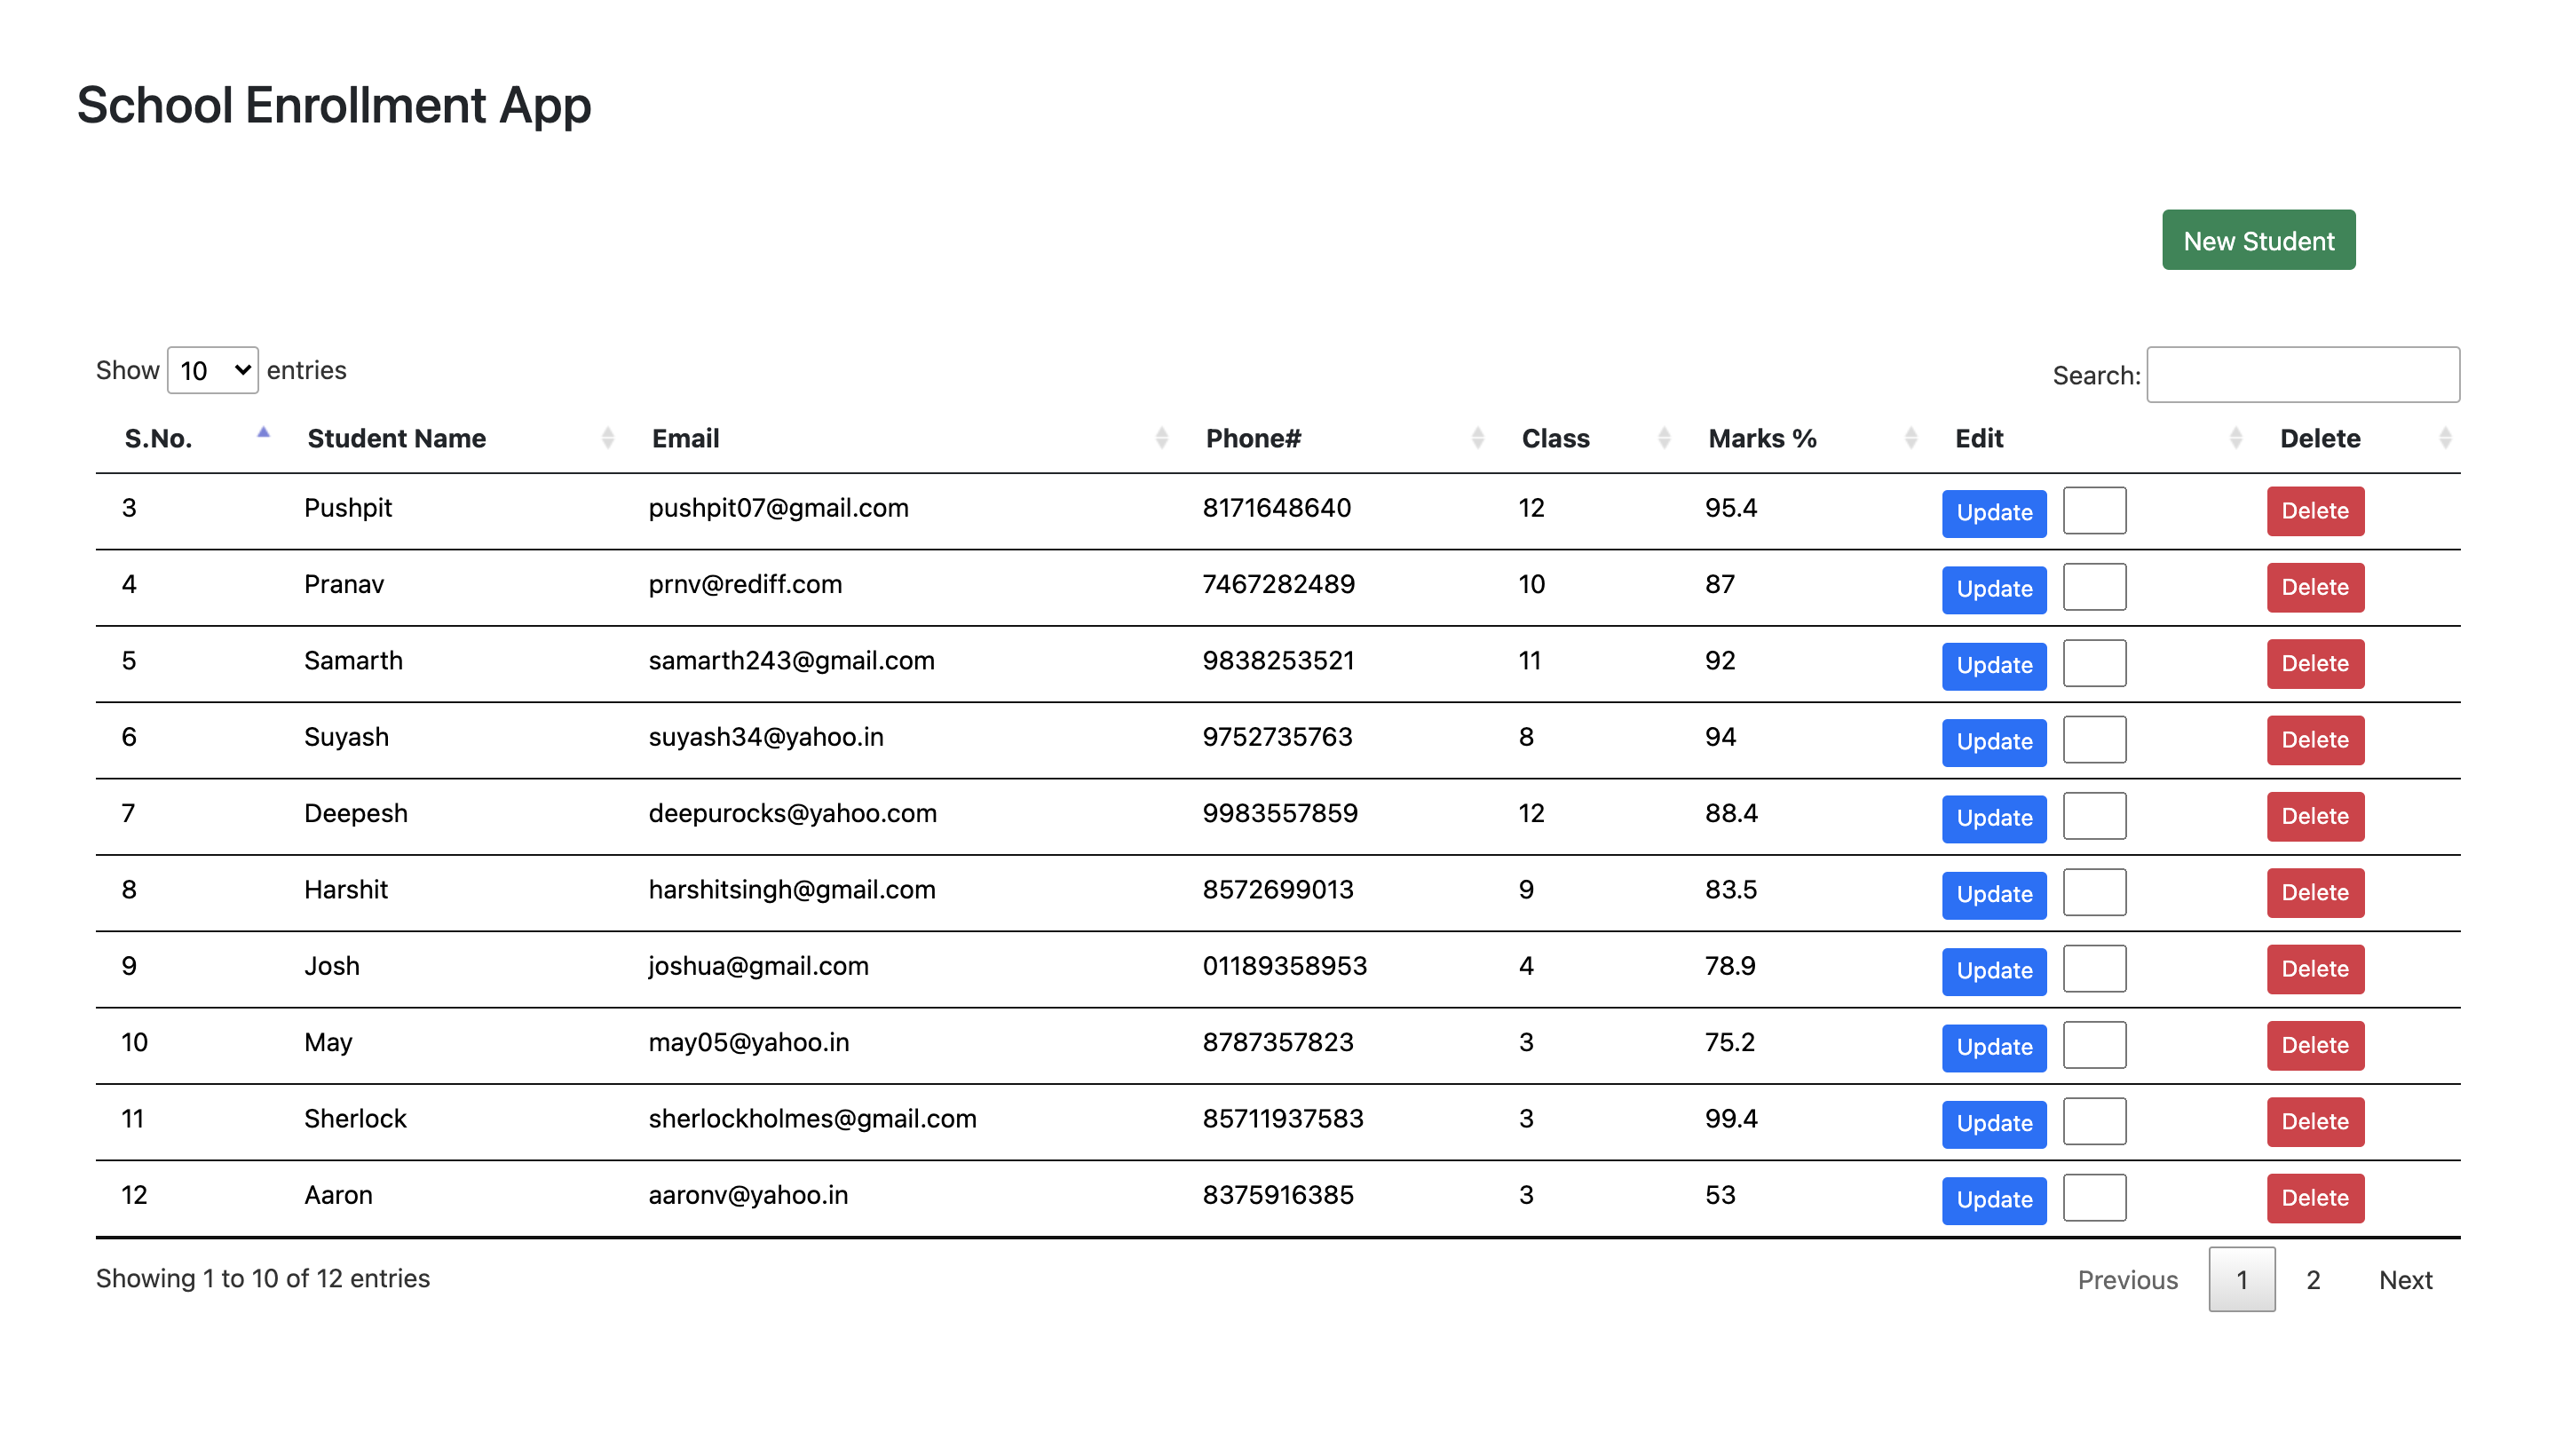 School Enrollment App
New Student
Show 10 entries Search:
S.No. Student Name Email Phone# Class Marks % Edit Delete
3 Pushpit pushpit07@gmail.com 8171648640 12 95.4 Update Delete
4 Pranav prnv@rediff.com 7467282489 10 87 Update Delete
5 Samarth samarth243@gmail.com 9838253521 11 92 Update Delete
6 Suyash suyash34@yahoo.in 9752735763 8 94 Update Delete
7 Deepesh deepurocks@yahoo.com 9983557859 12 88.4 Update Delete
8 Harshit harshitsingh@gmail.com 8572699013 9 83.5 Update Delete
9 Josh joshua@gmail.com 01189358953 4 78.9 Update Delete
10 May may05@yahoo.in 8787357823 3 75.2 Update Delete
11 Sherlock sherlockholmes@gmail.com 85711937583 3 99.4 Update Delete
12 Aaron aaronv@yahoo.in 8375916385 3 53 Update Delete
Showing 1 to 10 of 12 entries Previous 1 2 Next